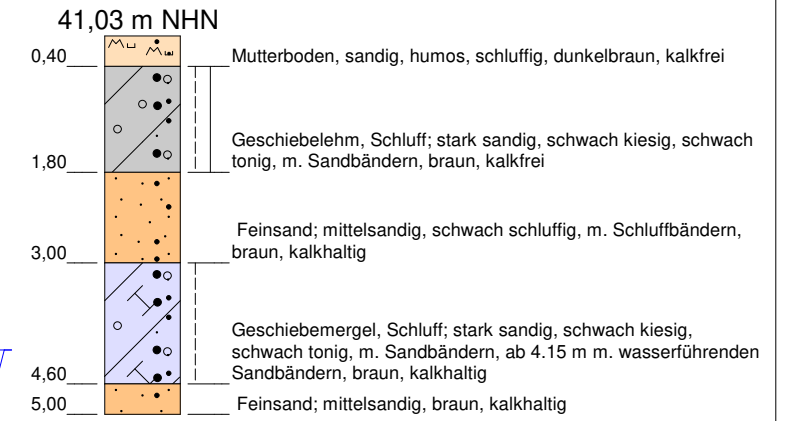 41,03 m NHN
0,40
Mutterboden, sandig, humos, schluffig, dunkelbraun, kalkfrei
Geschiebelehm, Schluff; stark sandig, schwach kiesig, schwach
1,80
tonig, m. Sandbändern, braun, kalkfrei
Feinsand; mittelsandig, schwach schluffig, m. Schluffbändern,
3,00
braun, kalkhaltig
Geschiebemergel, Schluff; stark sandig, schwach kiesig,
schwach tonig, m. Sandbändern, ab 4.15 m m. wasserführenden
4,60
Sandbändern, braun, kalkhaltig
5,00
Feinsand; mittelsandig, braun, kalkhaltig